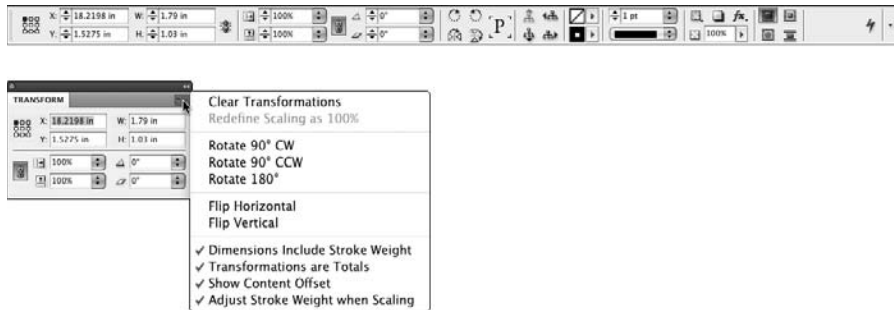 X: 18.2198 in W: 1.79 in 100% 0° 1 pt fx.
Y: 1.5275 in H: 1.03 in 100% 0° P 100%
TRANSFORM
X: 18.2198 in W: 1.79 in
Y: 1.5275 in H: 1.03 in
100% 0°
100% 0°
Clear Transformations
Redefine Scaling as 100%
Rotate 90° CW
Rotate 90° CCW
Rotate 180°
Flip Horizontal
Flip Vertical
✓ Dimensions Include Stroke Weight
✓ Transformations are Totals
✓ Show Content Offset
✓ Adjust Stroke Weight when Scaling